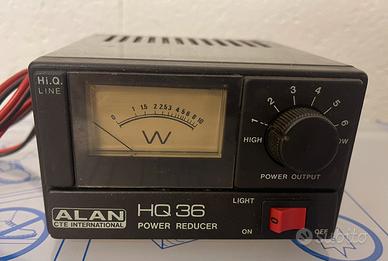 Hi.Q.
LINE
0 1 1.5 2 2.5 3 4 5 6 8 10
W
1 2 3 4 5 6
HIGH LOW
POWER OUTPUT
ALAN
CTE INTERNATIONAL
HQ 36
POWER REDUCER
LIGHT
ON OFF
subito